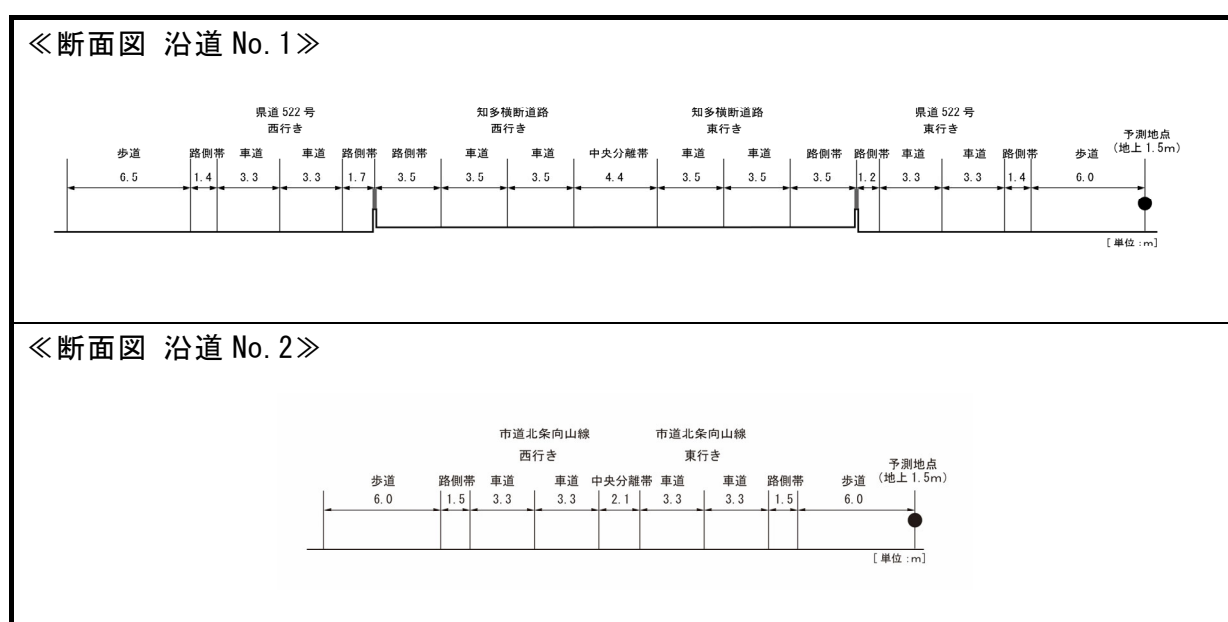 ≪断面図 沿道 No.1≫
県道 522 号 知多横断道路 知多横断道路 県道 522 号
西行き 西行き 東行き 東行き
予測地点
(地上 1.5m)
歩道 路側帯 車道 車道 路側帯 路側帯 車道 車道 中央分離帯 車道 車道 路側帯 路側帯 車道 車道 路側帯 歩道
6.5 1.4 3.3 3.3 1.7 3.5 3.5 3.5 4.4 3.5 3.5 3.5 1.2 3.3 3.3 1.4 6.0
[単位:m]
≪断面図 沿道 No.2≫
市道北条向山線 市道北条向山線
西行き 東行き
予測地点
(地上 1.5m)
歩道 路側帯 車道 車道 中央分離帯 車道 車道 路側帯 歩道
6.0 1.5 3.3 3.3 2.1 3.3 3.3 1.5 6.0
[単位:m]